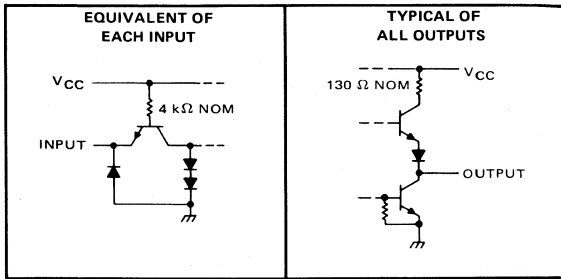 EQUIVALENT OF
EACH INPUT
VCC
4 kΩ NOM
INPUT
TYPICAL OF
ALL OUTPUTS
VCC
130 Ω NOM
OUTPUT